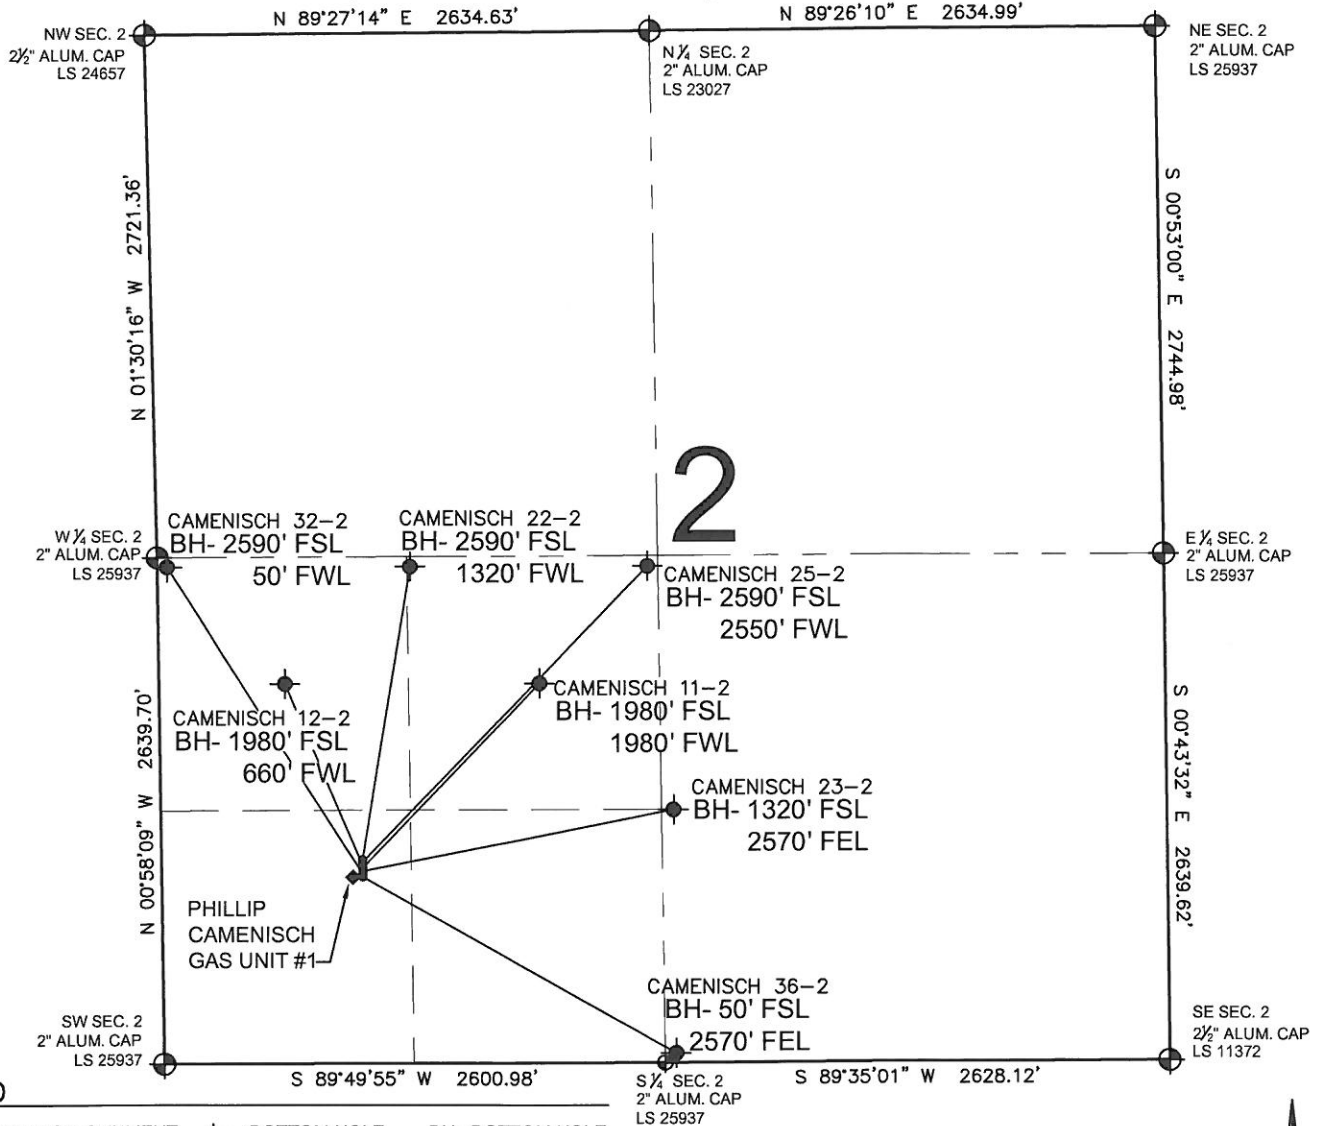 N 89°27'14" E 2634.63'
N 89°26'10" E 2634.99'
NW SEC. 2
2½" ALUM. CAP
LS 24657
N ¼ SEC. 2
2" ALUM. CAP
LS 23027
NE SEC. 2
2" ALUM. CAP
LS 25937
N 01°30'16" W 2721.36'
S 00°53'00" E 2744.98'
2
W ¼ SEC. 2
2" ALUM. CAP
LS 25937
CAMENISCH 32-2
BH- 2590' FSL
50' FWL
CAMENISCH 22-2
BH- 2590' FSL
1320' FWL
CAMENISCH 25-2
BH- 2590' FSL
2550' FWL
E ¼ SEC. 2
2" ALUM. CAP
LS 25937
CAMENISCH 12-2
BH- 1980' FSL
660' FWL
CAMENISCH 11-2
BH- 1980' FSL
1980' FWL
CAMENISCH 23-2
BH- 1320' FSL
2570' FEL
N 00°58'09" W 2639.70'
S 00°43'32" E 2639.62'
PHILLIP
CAMENISCH
GAS UNIT #1
CAMENISCH 36-2
BH- 50' FSL
2570' FEL
SW SEC. 2
2" ALUM. CAP
LS 25937
SE SEC. 2
2½" ALUM. CAP
LS 11372
S 89°49'55" W 2600.98'
S ¼ SEC. 2
2" ALUM. CAP
LS 25937
S 89°35'01" W 2628.12'